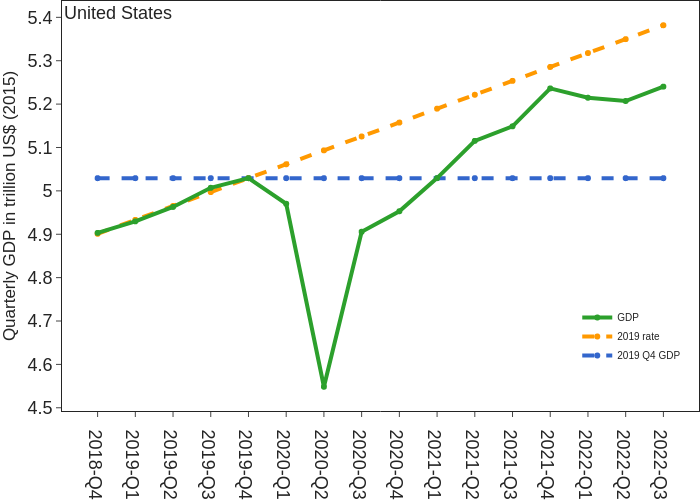 United States
Quarterly GDP in trillion US$ (2015)
5.4
5.3
5.2
5.1
5
4.9
4.8
4.7
4.6
4.5
GDP
2019 rate
2019 Q4 GDP
2018-Q4
2019-Q1
2019-Q2
2019-Q3
2019-Q4
2020-Q1
2020-Q2
2020-Q3
2020-Q4
2021-Q1
2021-Q2
2021-Q3
2021-Q4
2022-Q1
2022-Q2
2022-Q3